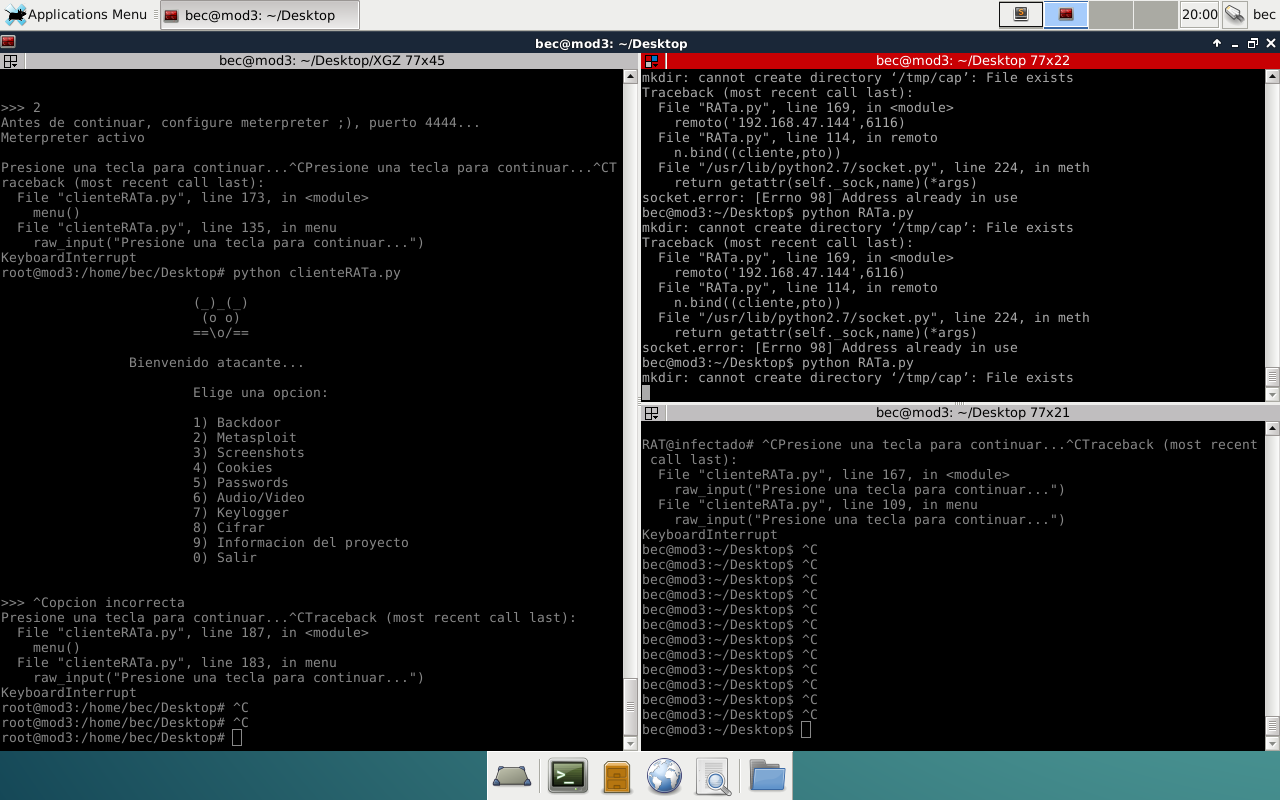 Applications Menu
bec@mod3: ~/Desktop
20:00
bec
bec@mod3: ~/Desktop
bec@mod3: ~/Desktop/XGZ 77x45
>>> 2
Antes de continuar, configure meterpreter ;), puerto 4444...
Meterpreter activo
Presione una tecla para continuar...^CPresione una tecla para continuar...^CT
raceback (most recent call last):
  File "clienteRATa.py", line 173, in <module>
    menu()
  File "clienteRATa.py", line 135, in menu
    raw_input("Presione una tecla para continuar...")
KeyboardInterrupt
root@mod3:/home/bec/Desktop# python clienteRATa.py
(_)_(_)
(o o)
==\o/==
Bienvenido atacante...
Elige una opcion:
1) Backdoor
2) Metasploit
3) Screenshots
4) Cookies
5) Passwords
6) Audio/Video
7) Keylogger
8) Cifrar
9) Informacion del proyecto
0) Salir
>>> ^Copcion incorrecta
Presione una tecla para continuar...^CTraceback (most recent call last):
  File "clienteRATa.py", line 187, in <module>
    menu()
  File "clienteRATa.py", line 183, in menu
    raw_input("Presione una tecla para continuar...")
KeyboardInterrupt
root@mod3:/home/bec/Desktop# ^C
root@mod3:/home/bec/Desktop# ^C
root@mod3:/home/bec/Desktop#
bec@mod3: ~/Desktop 77x22
mkdir: cannot create directory ‘/tmp/cap’: File exists
Traceback (most recent call last):
  File "RATa.py", line 169, in <module>
    remoto('192.168.47.144',6116)
  File "RATa.py", line 114, in remoto
    n.bind((cliente,pto))
  File "/usr/lib/python2.7/socket.py", line 224, in meth
    return getattr(self._sock,name)(*args)
socket.error: [Errno 98] Address already in use
bec@mod3:~/Desktop$ python RATa.py
mkdir: cannot create directory ‘/tmp/cap’: File exists
Traceback (most recent call last):
  File "RATa.py", line 169, in <module>
    remoto('192.168.47.144',6116)
  File "RATa.py", line 114, in remoto
    n.bind((cliente,pto))
  File "/usr/lib/python2.7/socket.py", line 224, in meth
    return getattr(self._sock,name)(*args)
socket.error: [Errno 98] Address already in use
bec@mod3:~/Desktop$ python RATa.py
mkdir: cannot create directory ‘/tmp/cap’: File exists
bec@mod3: ~/Desktop 77x21
RAT@infectado# ^CPresione una tecla para continuar...^CTraceback (most recent
 call last):
  File "clienteRATa.py", line 167, in <module>
    raw_input("Presione una tecla para continuar...")
  File "clienteRATa.py", line 109, in menu
    raw_input("Presione una tecla para continuar...")
KeyboardInterrupt
bec@mod3:~/Desktop$ ^C
bec@mod3:~/Desktop$ ^C
bec@mod3:~/Desktop$ ^C
bec@mod3:~/Desktop$ ^C
bec@mod3:~/Desktop$ ^C
bec@mod3:~/Desktop$ ^C
bec@mod3:~/Desktop$ ^C
bec@mod3:~/Desktop$ ^C
bec@mod3:~/Desktop$ ^C
bec@mod3:~/Desktop$ ^C
bec@mod3:~/Desktop$ ^C
bec@mod3:~/Desktop$ ^C
bec@mod3:~/Desktop$